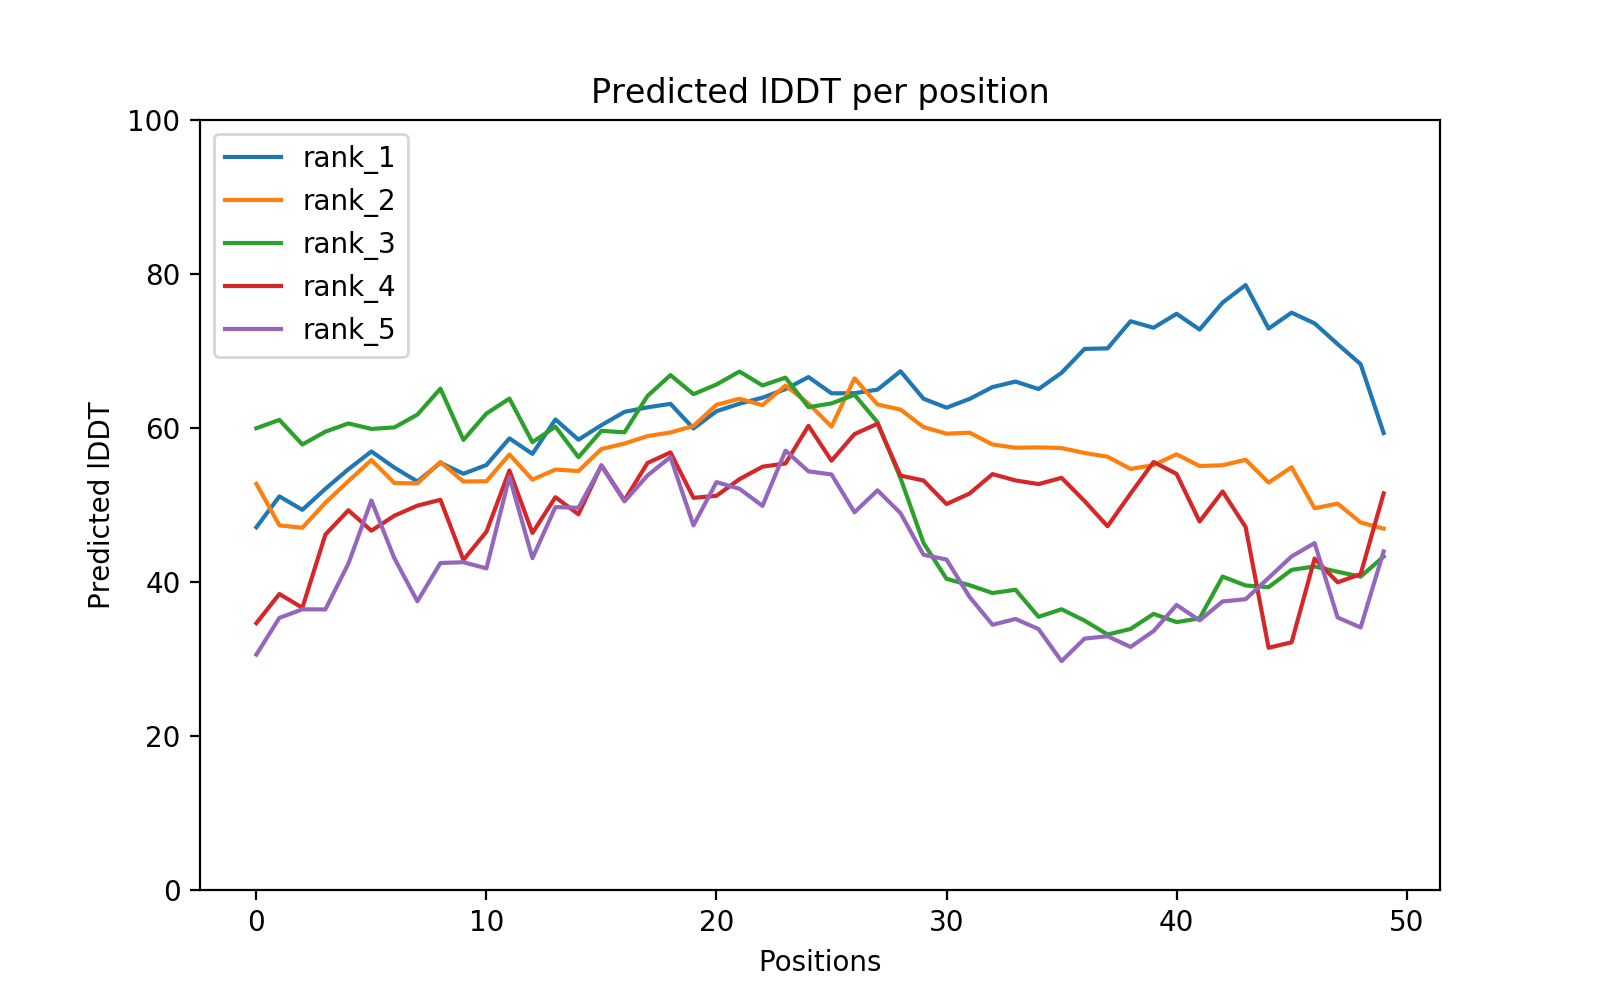 Predicted lDDT per position
100
80
60
40
20
0
Predicted lDDT
rank_1
rank_2
rank_3
rank_4
rank_5
0 10 20 30 40 50
Positions